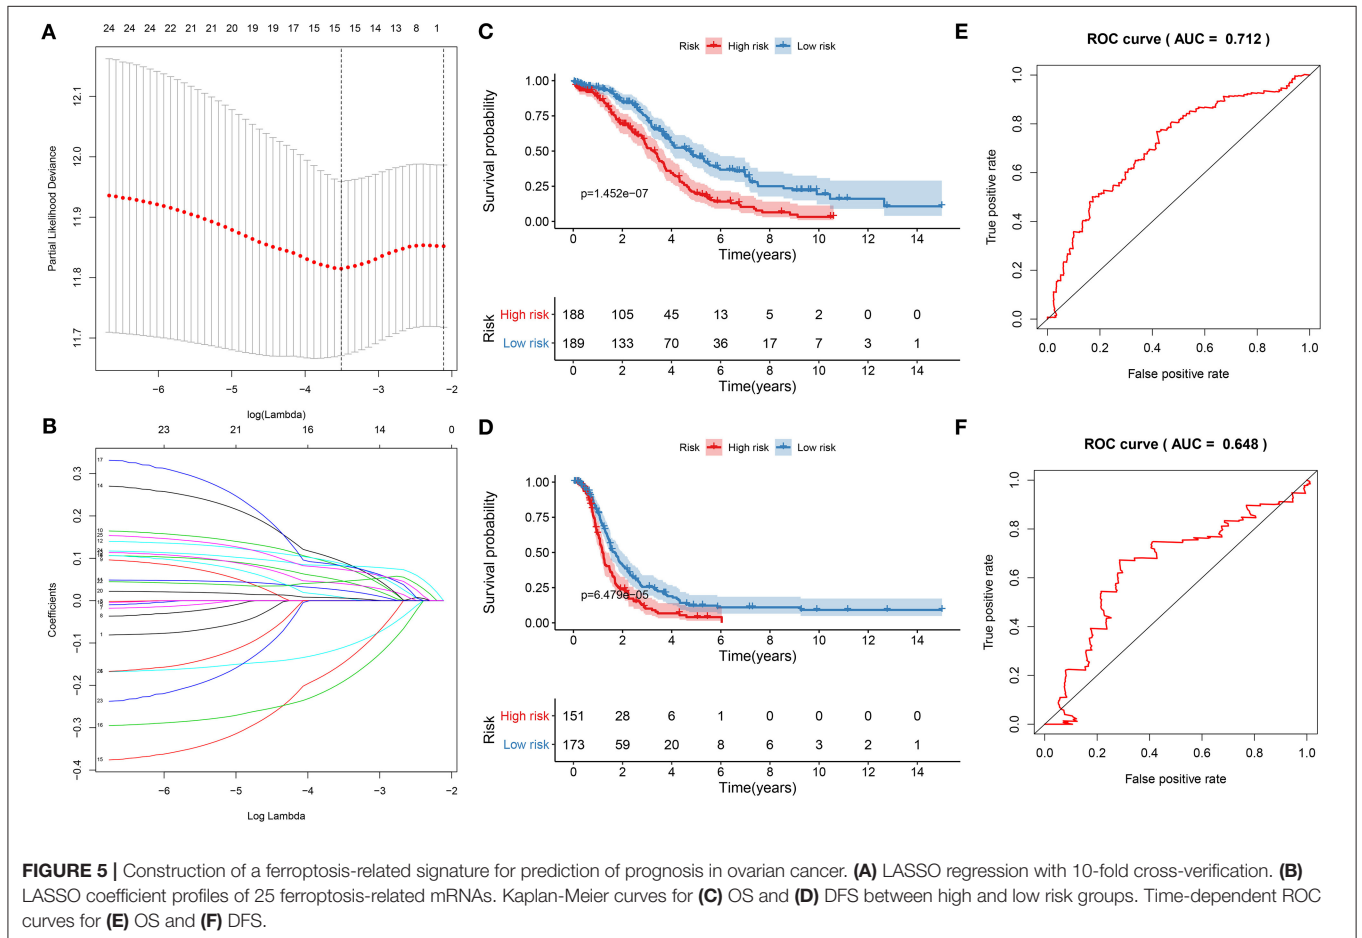 A
24 24 24 22 21 21 20 19 19 17 15 15 15 14 13 8 1
12.1
12.0
11.9
11.8
11.7
Partial Likelihood Deviance
−6 −5 −4 −3 −2
log(Lambda)
B
23 21 16 14 0
0.3
0.2
0.1
0.0
−0.1
−0.2
−0.3
−0.4
Coefficients
17
14
10
25
12
9
20
7
8
1
23
16
15
−6 −5 −4 −3 −2
Log Lambda
C
Risk High risk Low risk
1.00
0.75
0.50
0.25
0.00
Survival probability
p=1.452e−07
0 2 4 6 8 10 12 14
Time(years)
Risk
High risk 188 105 45 13 5 2 0 0
Low risk 189 133 70 36 17 7 3 1
0 2 4 6 8 10 12 14
Time(years)
D
Risk High risk Low risk
1.00
0.75
0.50
0.25
0.00
Survival probability
p=6.479e−05
0 2 4 6 8 10 12 14
Time(years)
Risk
High risk 151 28 6 1 0 0 0 0
Low risk 173 59 20 8 6 3 2 1
0 2 4 6 8 10 12 14
Time(years)
E
ROC curve ( AUC = 0.712 )
1.0
0.8
0.6
0.4
0.2
0.0
True positive rate
0.0 0.2 0.4 0.6 0.8 1.0
False positive rate
F
ROC curve ( AUC = 0.648 )
1.0
0.8
0.6
0.4
0.2
0.0
True positive rate
0.0 0.2 0.4 0.6 0.8 1.0
False positive rate
FIGURE 5 | Construction of a ferroptosis-related signature for prediction of prognosis in ovarian cancer. (A) LASSO regression with 10-fold cross-verification. (B)
LASSO coefficient profiles of 25 ferroptosis-related mRNAs. Kaplan-Meier curves for (C) OS and (D) DFS between high and low risk groups. Time-dependent ROC
curves for (E) OS and (F) DFS.